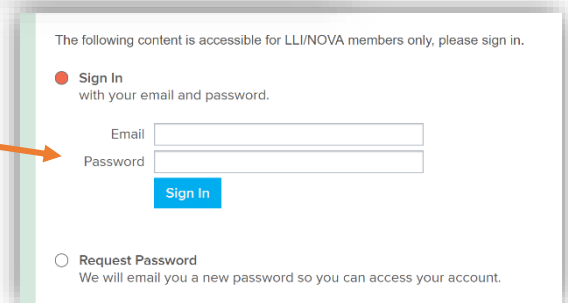 The following content is accessible for LLI/NOVA members only, please sign in.
Sign In
with your email and password.
Email
Password
Sign In
Request Password
We will email you a new password so you can access your account.